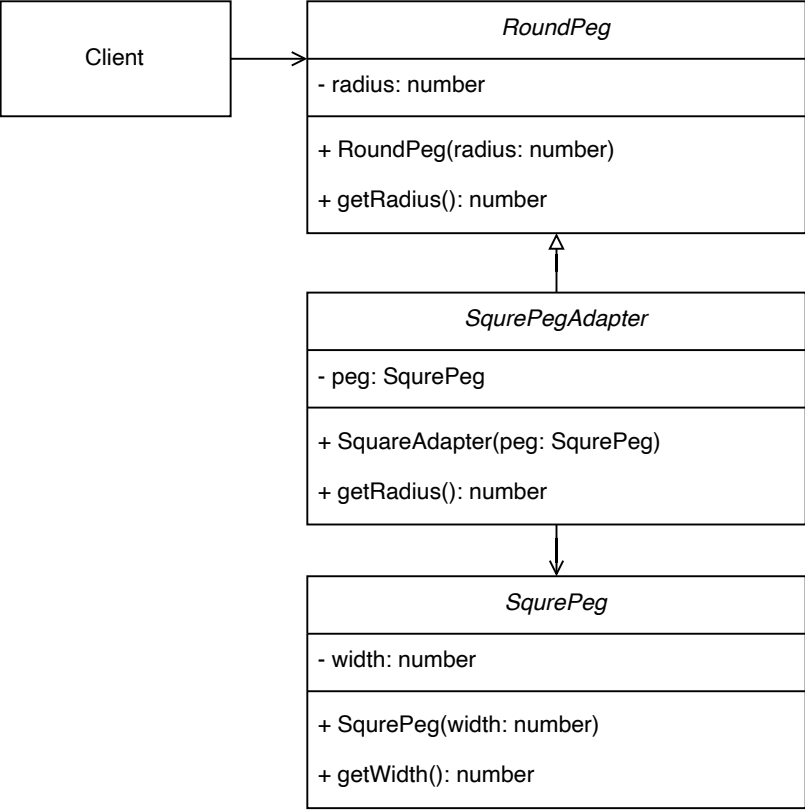 Client
RoundPeg
- radius: number
+ RoundPeg(radius: number)
+ getRadius(): number
SqurePegAdapter
- peg: SqurePeg
+ SquareAdapter(peg: SqurePeg)
+ getRadius(): number
SqurePeg
- width: number
+ SqurePeg(width: number)
+ getWidth(): number